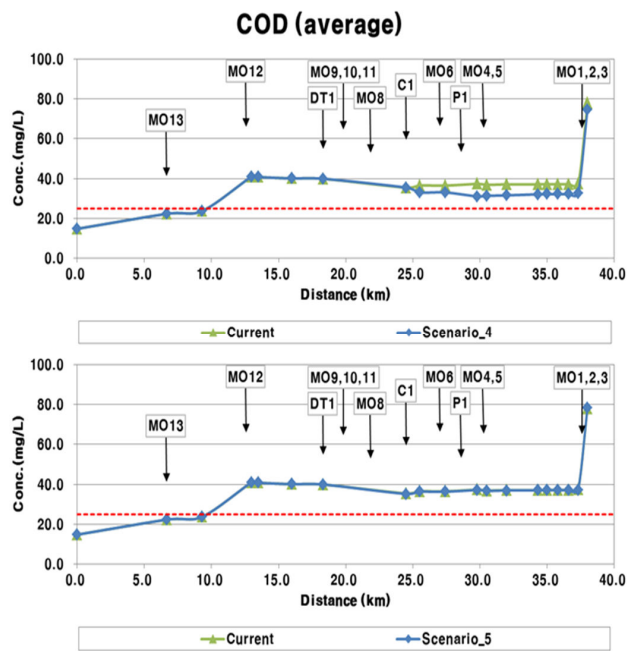 COD (average)
100.0
80.0
60.0
40.0
20.0
0.0
Conc.(mg/L)
MO13
MO12
MO9,10,11
DT1
MO8
C1
MO6
P1
MO4,5
MO1,2,3
0.0 5.0 10.0 15.0 20.0 25.0 30.0 35.0 40.0
Distance (km)
Current Scenario_4
100.0
80.0
60.0
40.0
20.0
0.0
Conc.(mg/L)
MO13
MO12
MO9,10,11
DT1
MO8
C1
MO6
P1
MO4,5
MO1,2,3
0.0 5.0 10.0 15.0 20.0 25.0 30.0 35.0 40.0
Distance (km)
Current Scenario_5